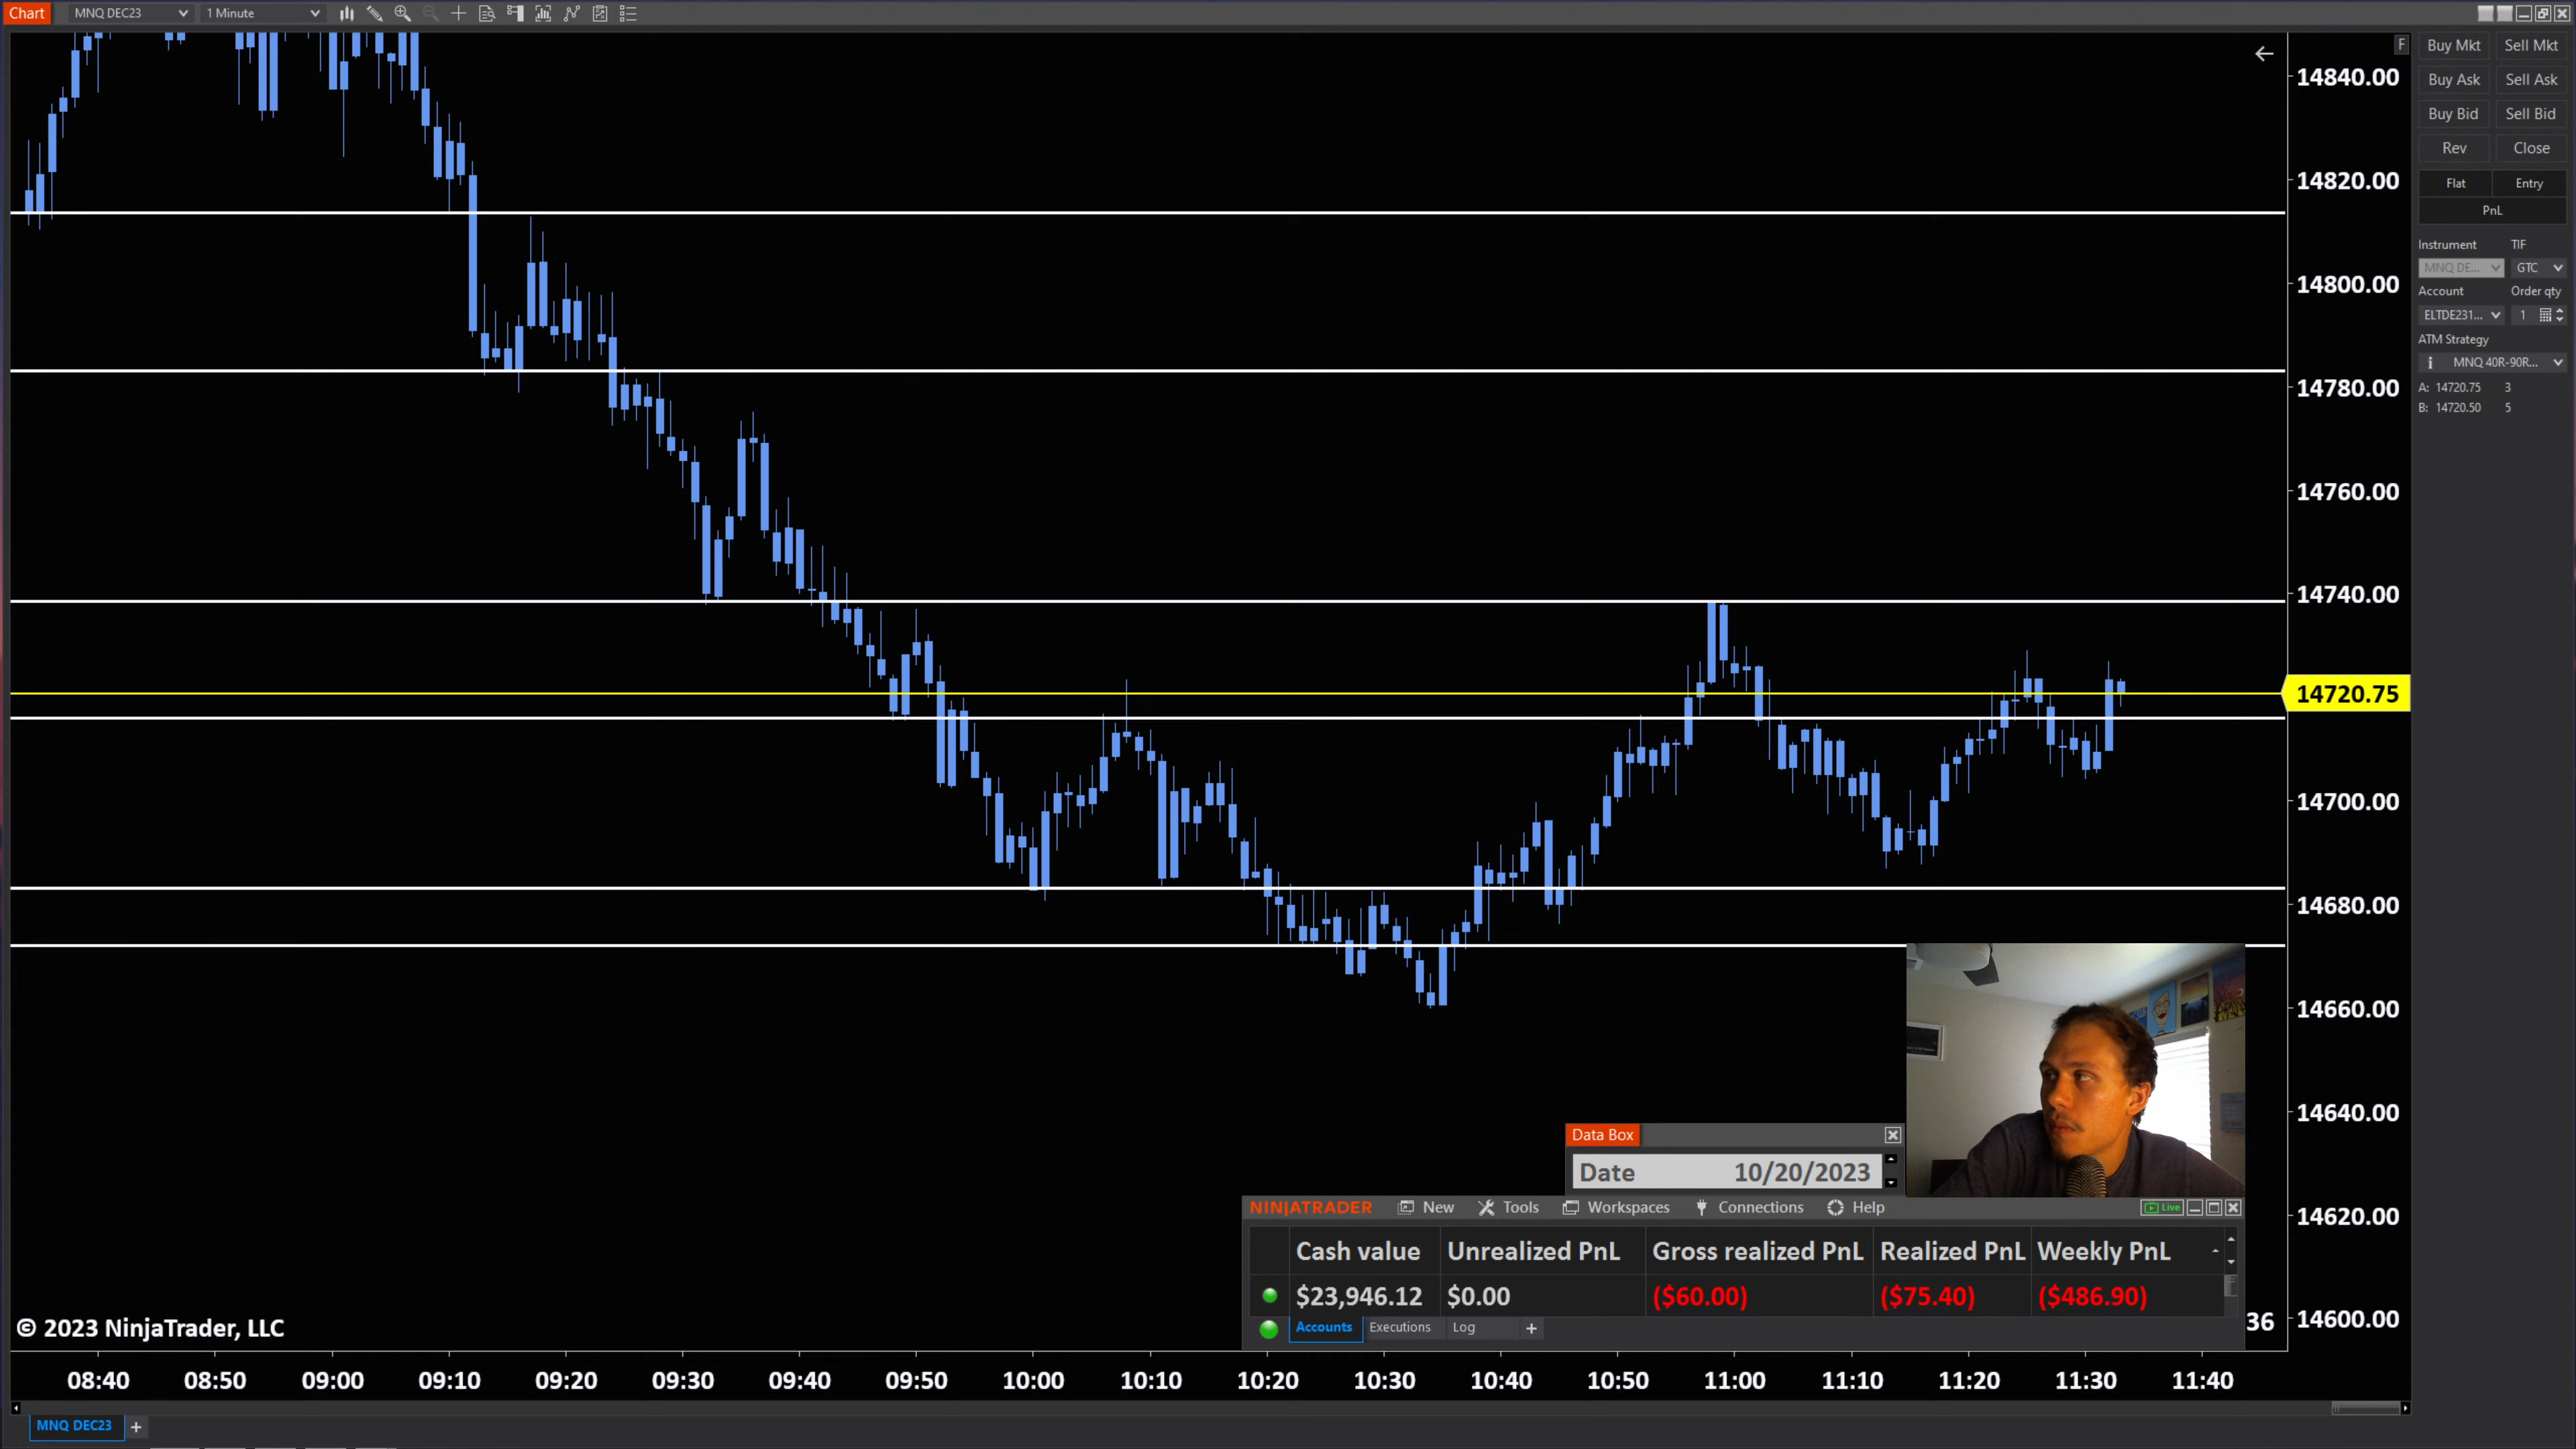 Chart MNQ DEC23 1 Minute
F
Buy Mkt Sell Mkt
Buy Ask Sell Ask
Buy Bid Sell Bid
Rev Close
Flat Entry
PnL
Instrument TIF
MNQ DE... GTC
Account Order qty
ELTDE231... 1
ATM Strategy
MNQ 40R-90R...
A: 14720.75 3
B: 14720.50 5
14840.00
14820.00
14800.00
14780.00
14760.00
14740.00
14720.75
14700.00
14680.00
14660.00
14640.00
14620.00
14600.00
Data Box
Date 10/20/2023
NINJATRADER New Tools Workspaces Connections Help Live
Cash value Unrealized PnL Gross realized PnL Realized PnL Weekly PnL
$23,946.12 $0.00 ($60.00) ($75.40) ($486.90)
Accounts Executions Log +
36
© 2023 NinjaTrader, LLC
08:40 08:50 09:00 09:10 09:20 09:30 09:40 09:50 10:00 10:10 10:20 10:30 10:40 10:50 11:00 11:10 11:20 11:30 11:40
MNQ DEC23 +